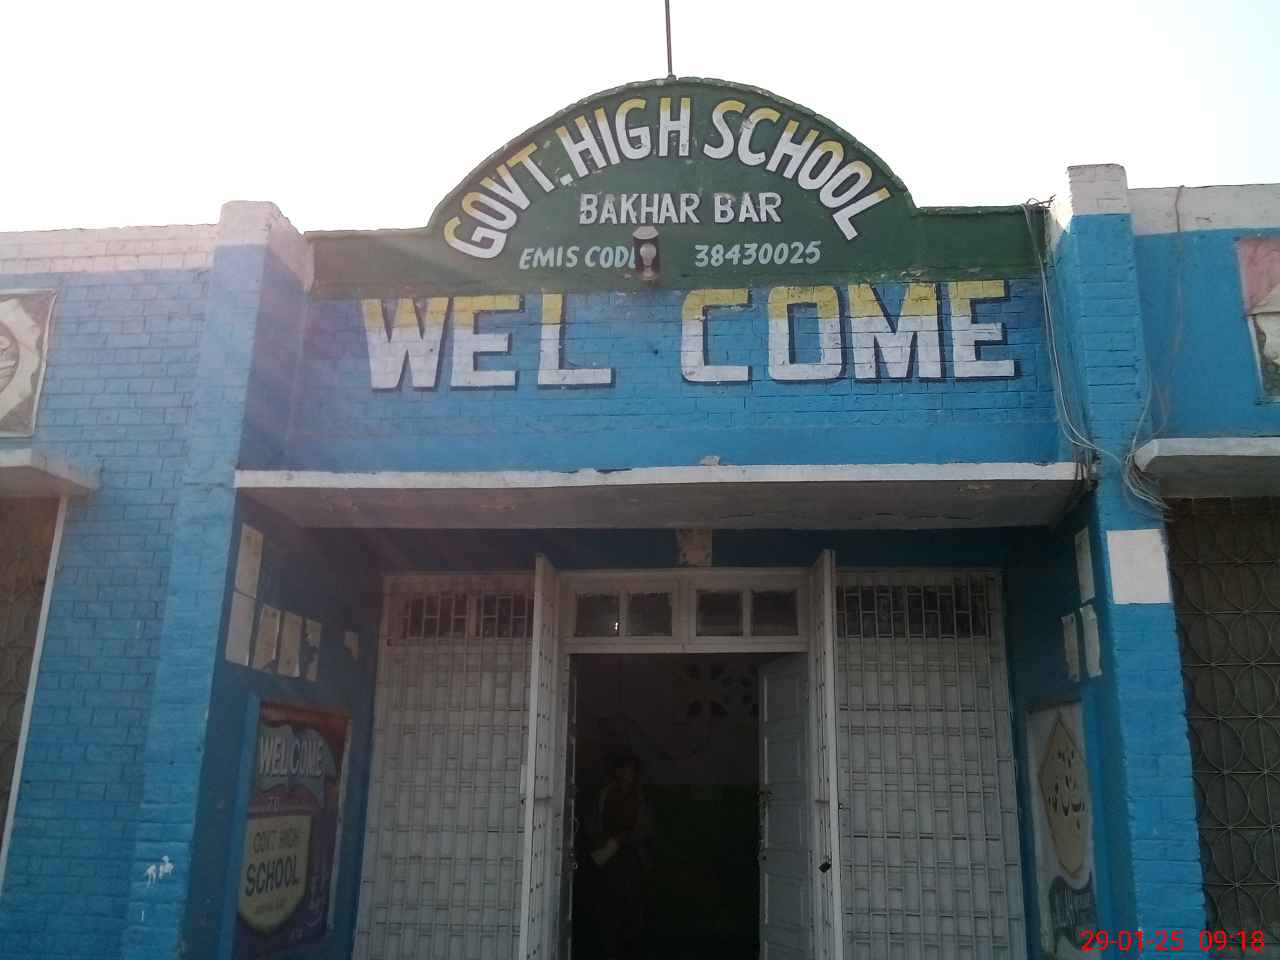 GOVT. HIGH SCHOOL
BAKHAR BAR
EMIS CODE 38430025
WEL COME
WELCOME
TO
GOVT HIGH
SCHOOL
29-01-25 09:18